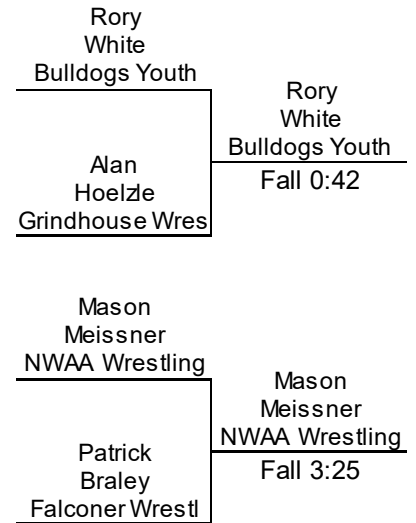 Rory
White
Bulldogs Youth
Alan
Hoelzle
Grindhouse Wres
Rory
White
Bulldogs Youth
Fall 0:42
Mason
Meissner
NWAA Wrestling
Patrick
Braley
Falconer Wrestl
Mason
Meissner
NWAA Wrestling
Fall 3:25